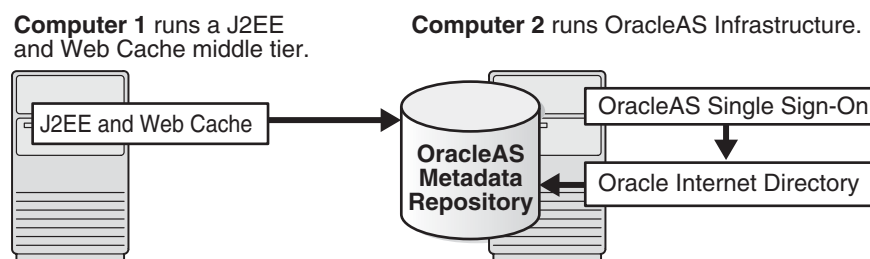 Computer 1 runs a J2EE
and Web Cache middle tier.
Computer 2 runs OracleAS Infrastructure.
J2EE and Web Cache
OracleAS
Metadata
Repository
OracleAS Single Sign-On
Oracle Internet Directory